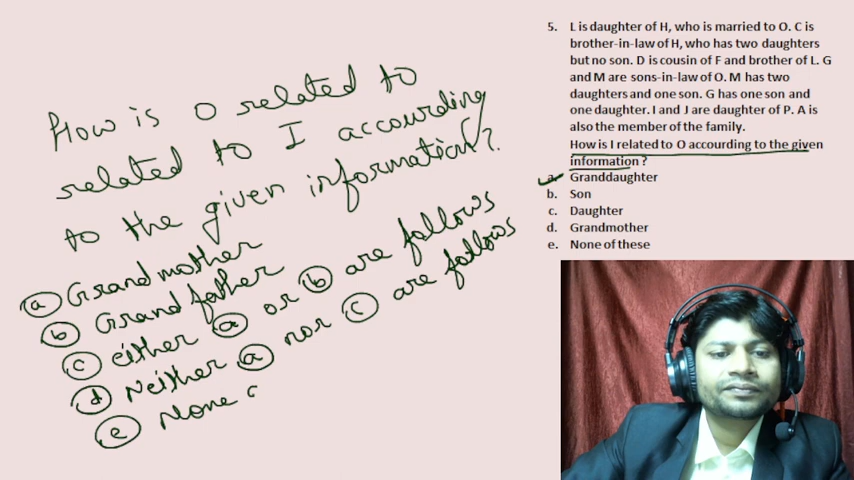 How is O related to
related to I accourding
to the given information?
(a) Grandmother
(b) Grandfather
(c) either (a) or (b) are follows
(d) Neither (a) nor (c) are follows
(e) None o
5. L is daughter of H, who is married to O. C is
brother-in-law of H, who has two daughters
but no son. D is cousin of F and brother of L. G
and M are sons-in-law of O. M has two
daughters and one son. G has one son and
one daughter. I and J are daughter of P. A is
also the member of the family.
How is I related to O accourding to the given
information ?
a. Granddaughter
b. Son
c. Daughter
d. Grandmother
e. None of these